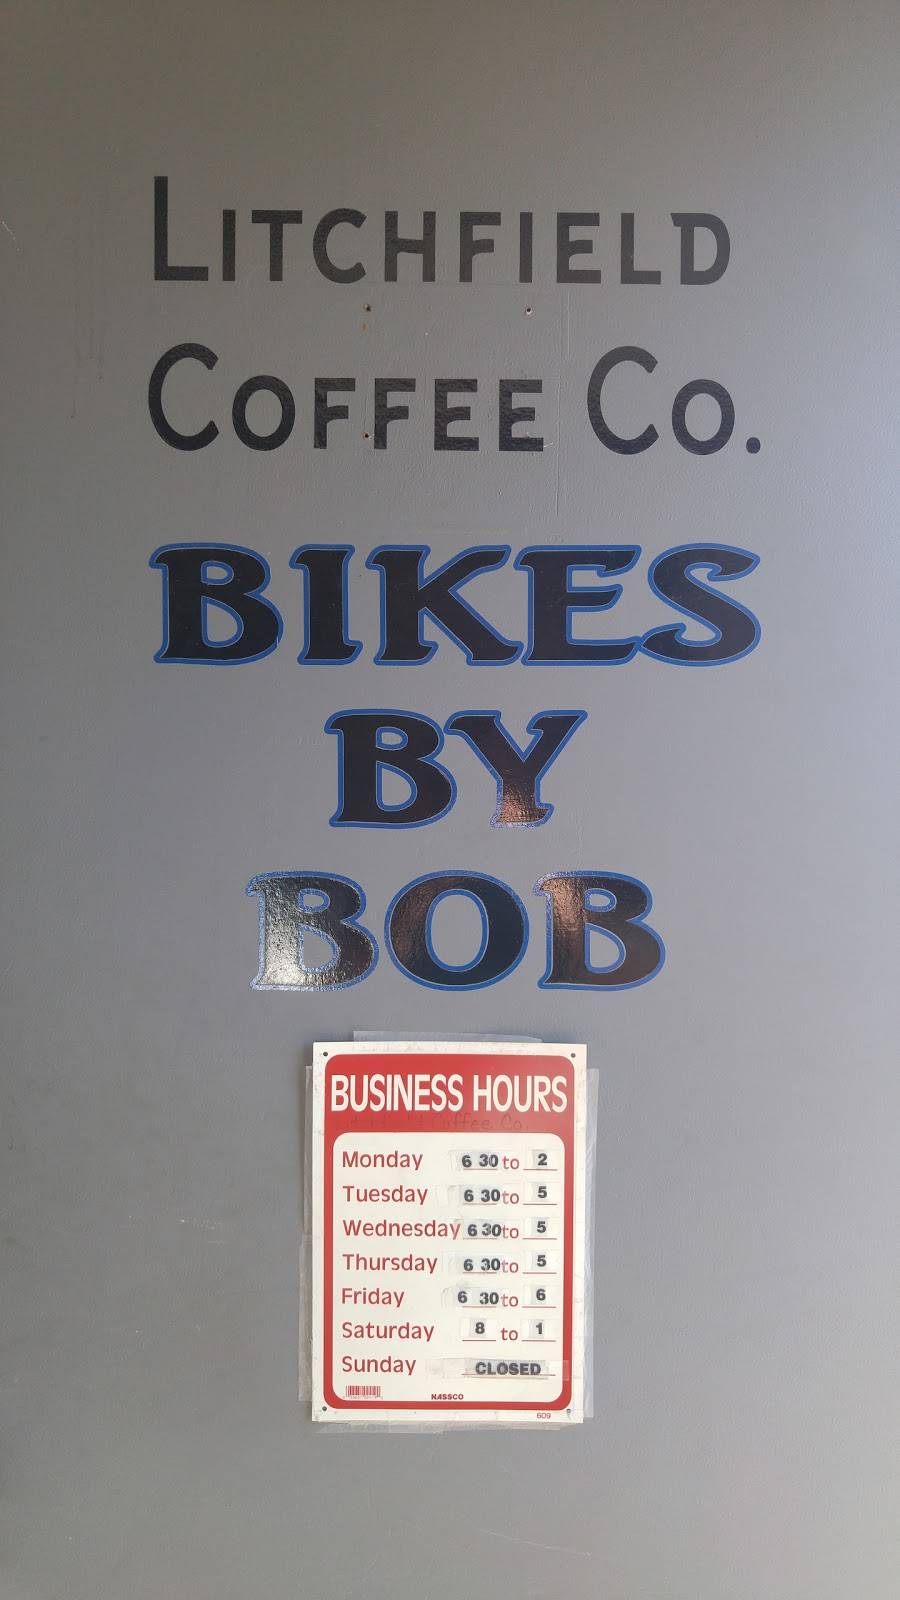 LITCHFIELD
COFFEE CO.
BIKES
BY
BOB
BUSINESS HOURS
Coffee Co.
Monday 6 30 to 2
Tuesday 6 30 to 5
Wednesday 6 30 to 5
Thursday 6 30 to 5
Friday 6 30 to 6
Saturday 8 to 1
Sunday CLOSED
NASSCO
609